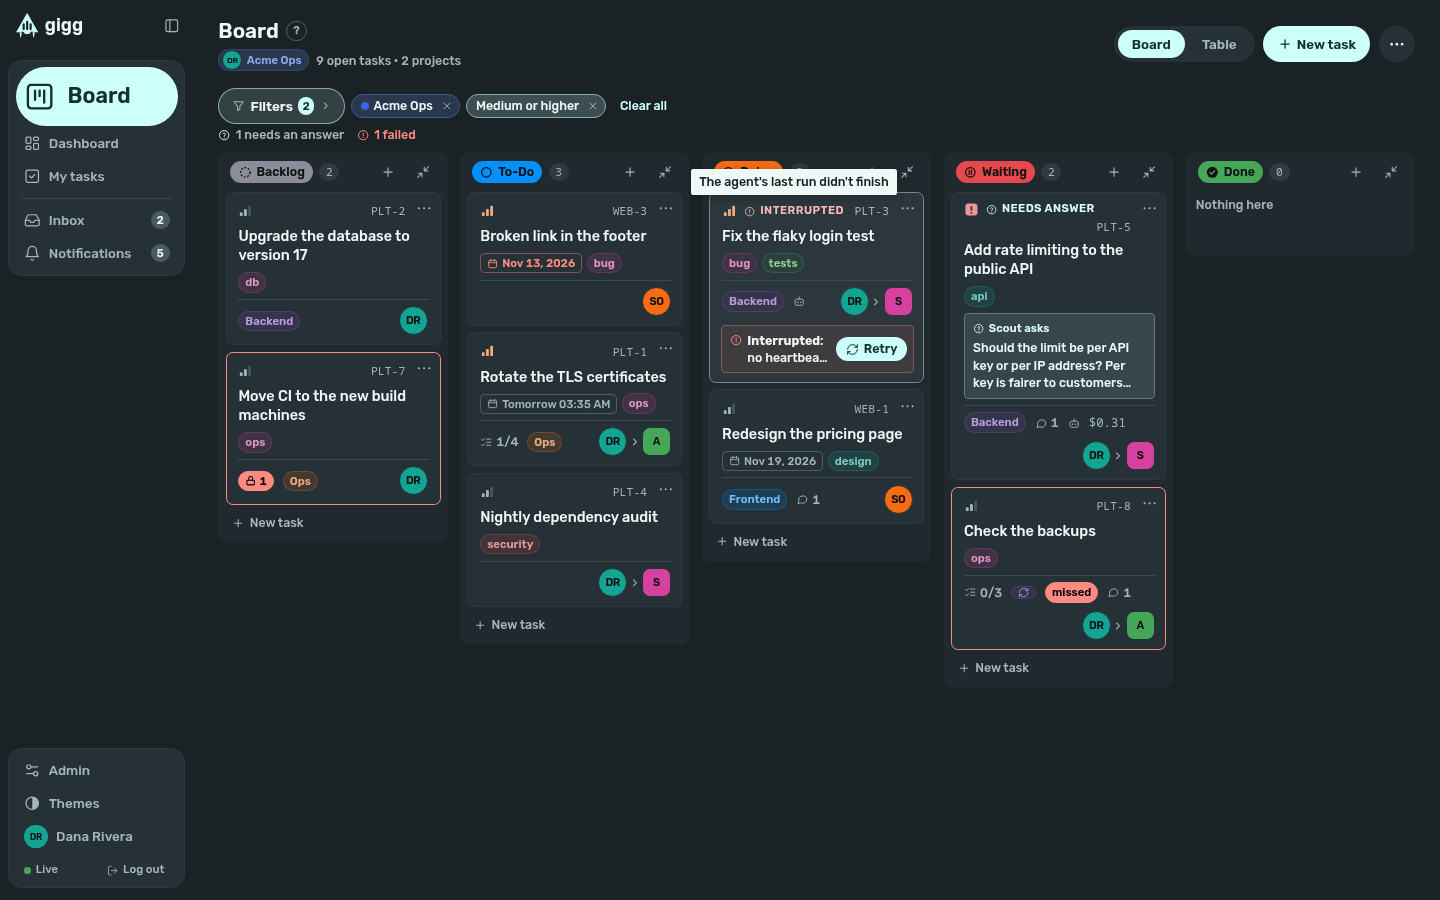 gigg
Board
Dashboard
My tasks
Inbox 2
Notifications 5
Admin
Themes
DR Dana Rivera
Live Log out
Board ?
DR Acme Ops 9 open tasks • 2 projects
Board Table
+ New task
Filters 2
Acme Ops
Medium or higher
Clear all
1 needs an answer 1 failed
Backlog 2
PLT-2
Upgrade the database to
version 17
db
Backend DR
PLT-7
Move CI to the new build
machines
ops
1 Ops DR
+ New task
To-Do 3
WEB-3
Broken link in the footer
Nov 13, 2026 bug
SO
PLT-1
Rotate the TLS certificates
Tomorrow 03:35 AM ops
1/4 Ops DR > A
PLT-4
Nightly dependency audit
security
DR > S
+ New task
The agent's last run didn't finish
INTERRUPTED PLT-3
Fix the flaky login test
bug tests
Backend DR > S
Interrupted:
no heartbea...
Retry
WEB-1
Redesign the pricing page
Nov 19, 2026 design
Frontend 1 SO
+ New task
Waiting 2
NEEDS ANSWER
PLT-5
Add rate limiting to the
public API
api
Scout asks
Should the limit be per API
key or per IP address? Per
key is fairer to customers...
Backend 1 $0.31
DR > S
PLT-8
Check the backups
ops
0/3 missed 1
DR > A
+ New task
Done 0
Nothing here